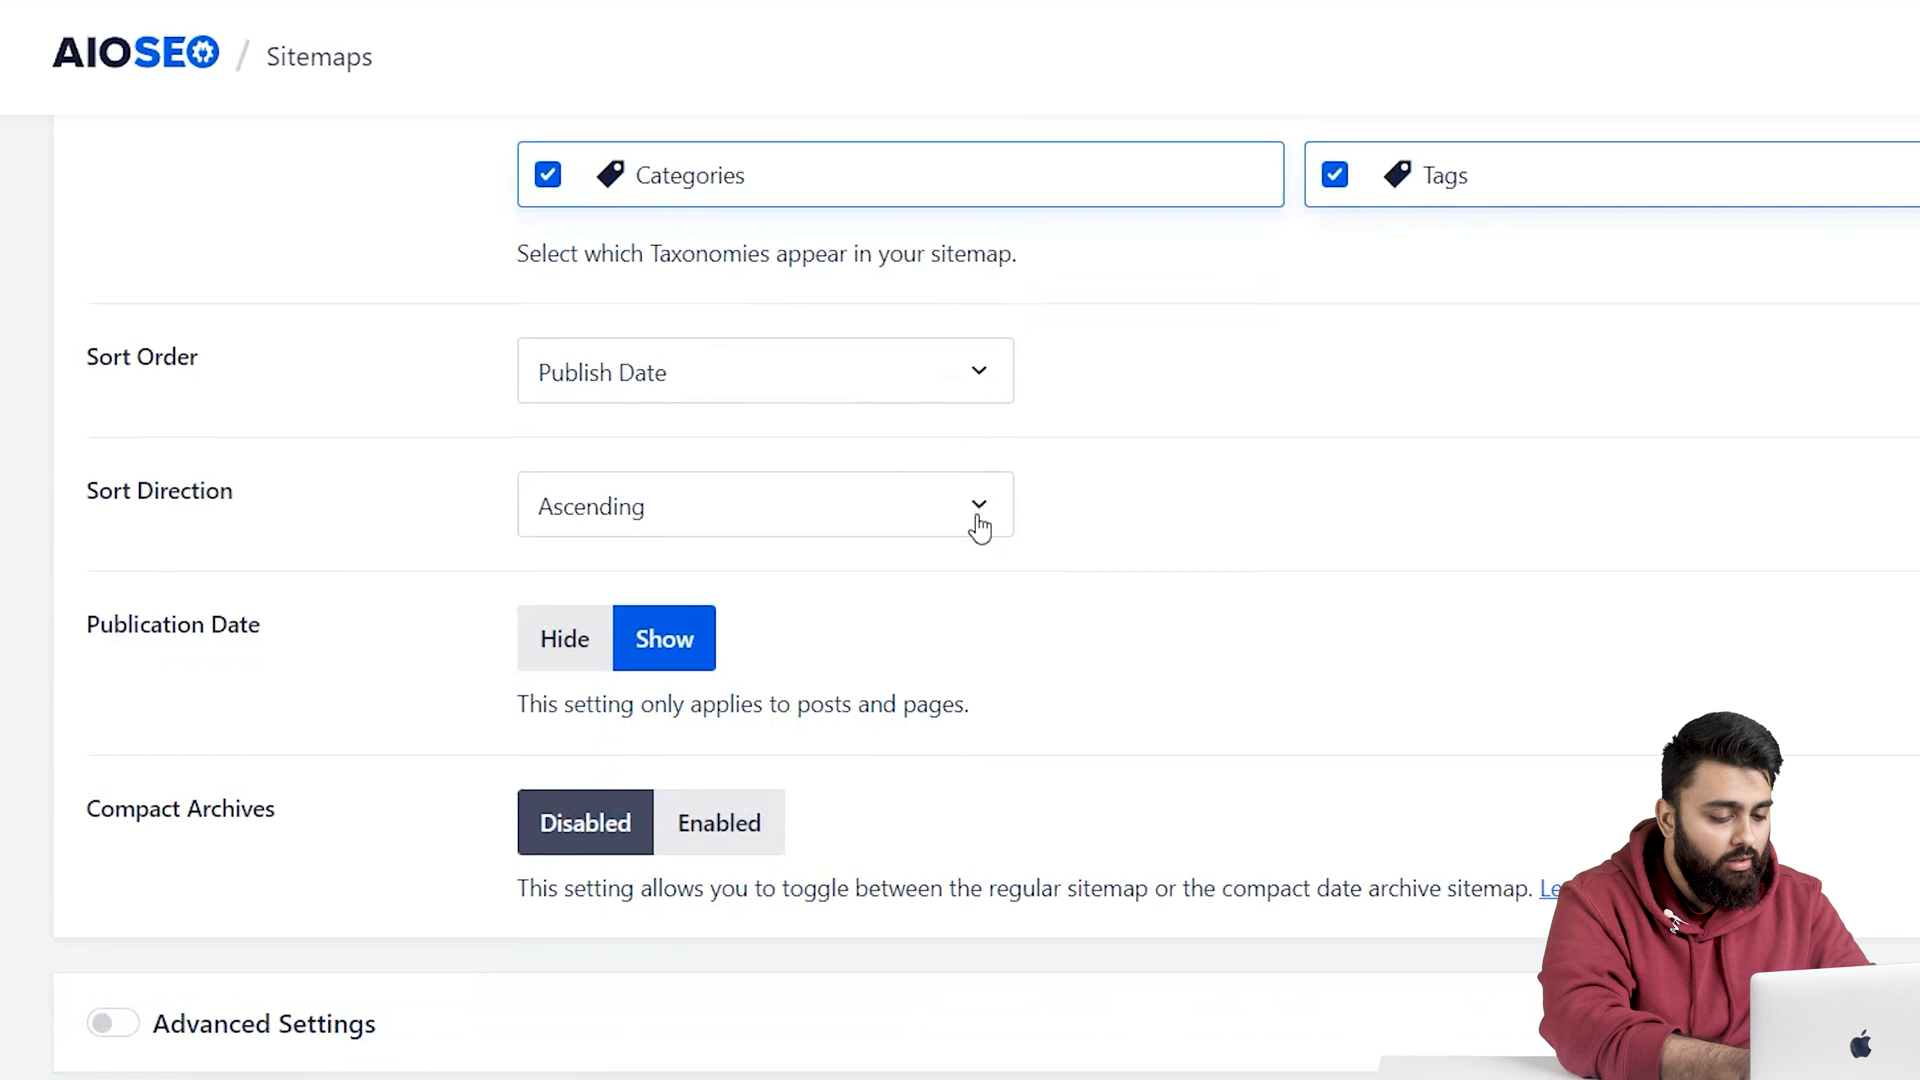 AIOSEO / Sitemaps
Categories
Tags
Select which Taxonomies appear in your sitemap.
Sort Order
Publish Date
Sort Direction
Ascending
Publication Date
Hide
Show
This setting only applies to posts and pages.
Compact Archives
Disabled
Enabled
This setting allows you to toggle between the regular sitemap or the compact date archive sitemap. Le
Advanced Settings